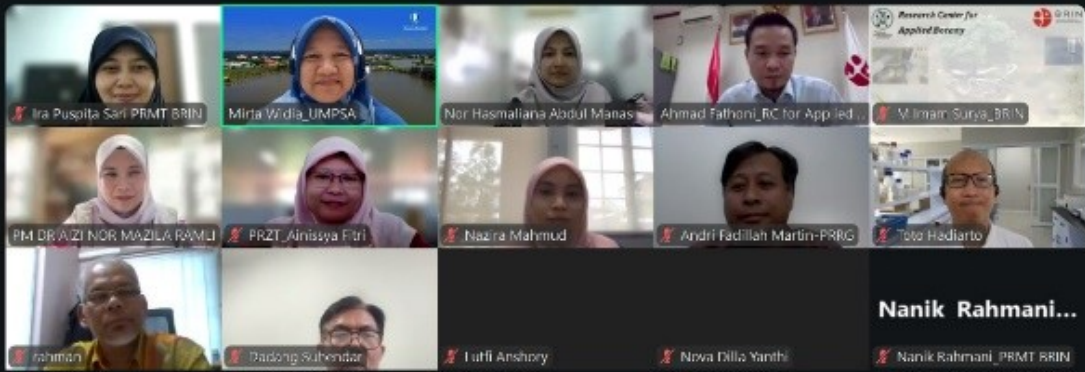 Research Center for
Applied Botany
BRIN
Ira Puspita Sari PRMT BRIN
Mirta Widia_UMPSA
Nor Hasmaliana Abdul Manas
Ahmad Fathoni_RC for Applied...
M Imam Surya_BRIN
PM DR AIZI NOR MAZILA RAMLI
PRZT_Ainissya Fitri
Nazira Mahmud
Andri Fadillah Martin-PRRG
Toto Hadiarto
rahman
Dadang Suhendar
Lutfi Anshory
Nova Dilla Yanthi
Nanik Rahmani...
Nanik Rahmani_PRMT BRIN